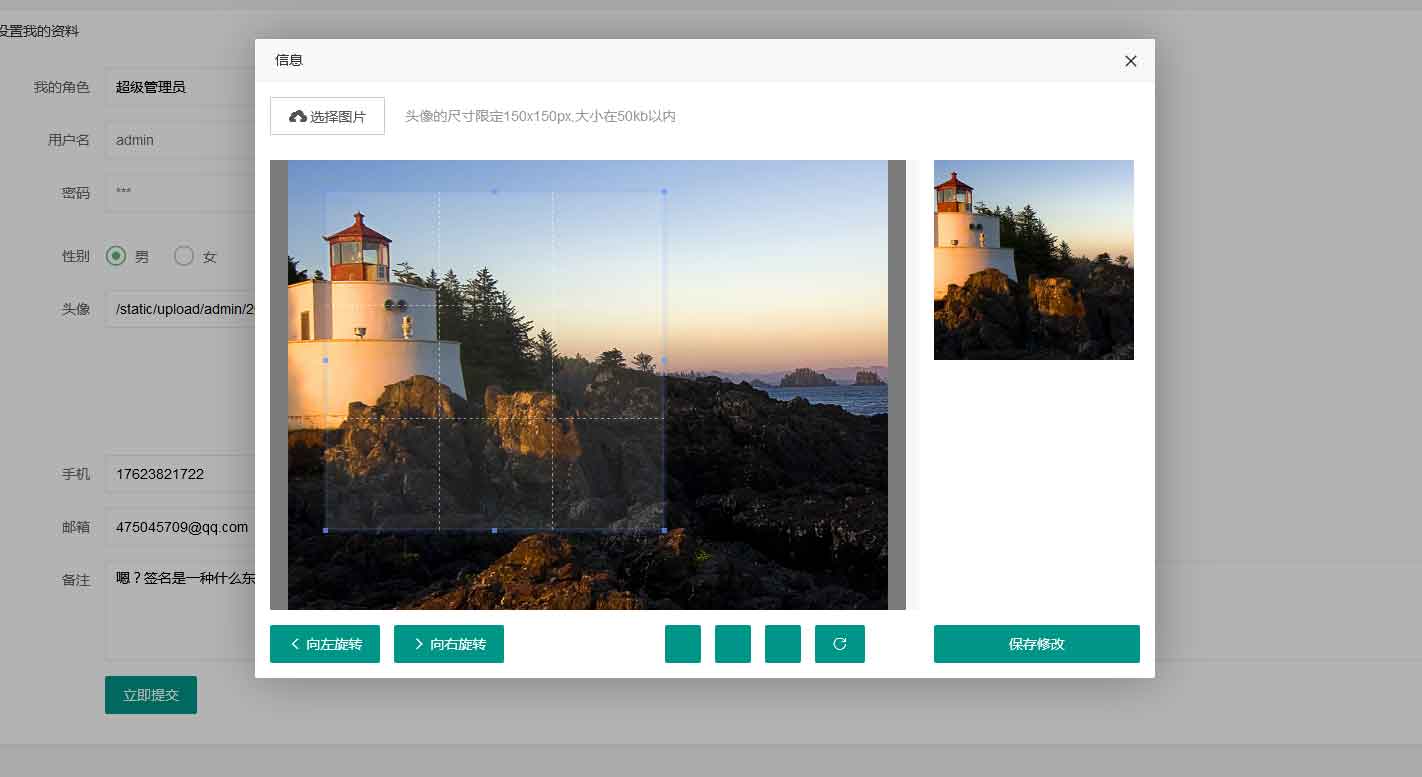 设置我的资料
信息
选择图片 头像的尺寸限定150x150px,大小在50kb以内
我的角色 超级管理员
用户名 admin
密码 ***
性别 男 女
头像 /static/upload/admin/2
手机 17623821722
邮箱 475045709@qq.com
备注 嗯？签名是一种什么东
向左旋转 向右旋转 保存修改
立即提交